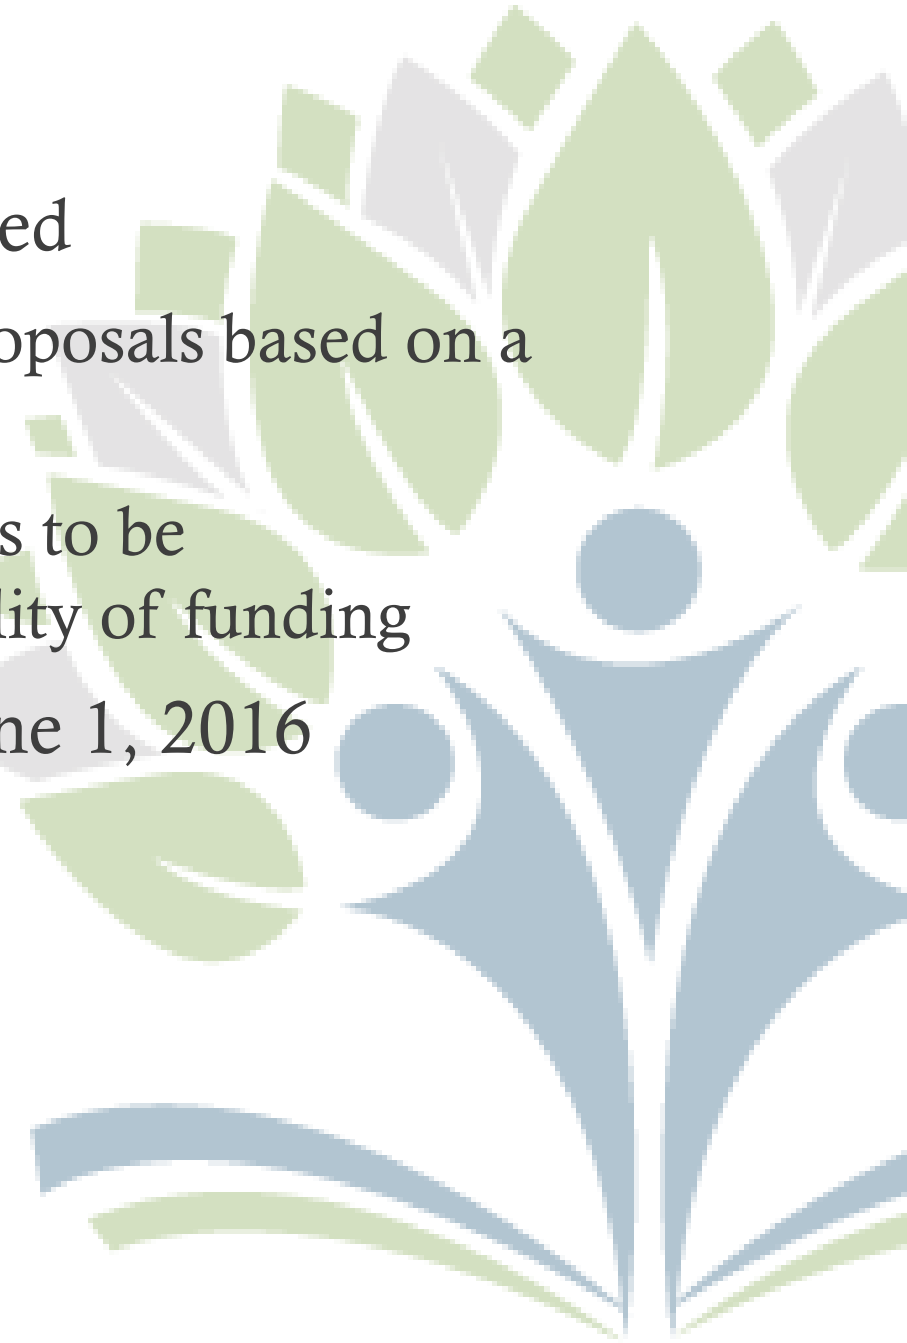 ed
oposals based on a
s to be
lity of funding
ne 1, 2016